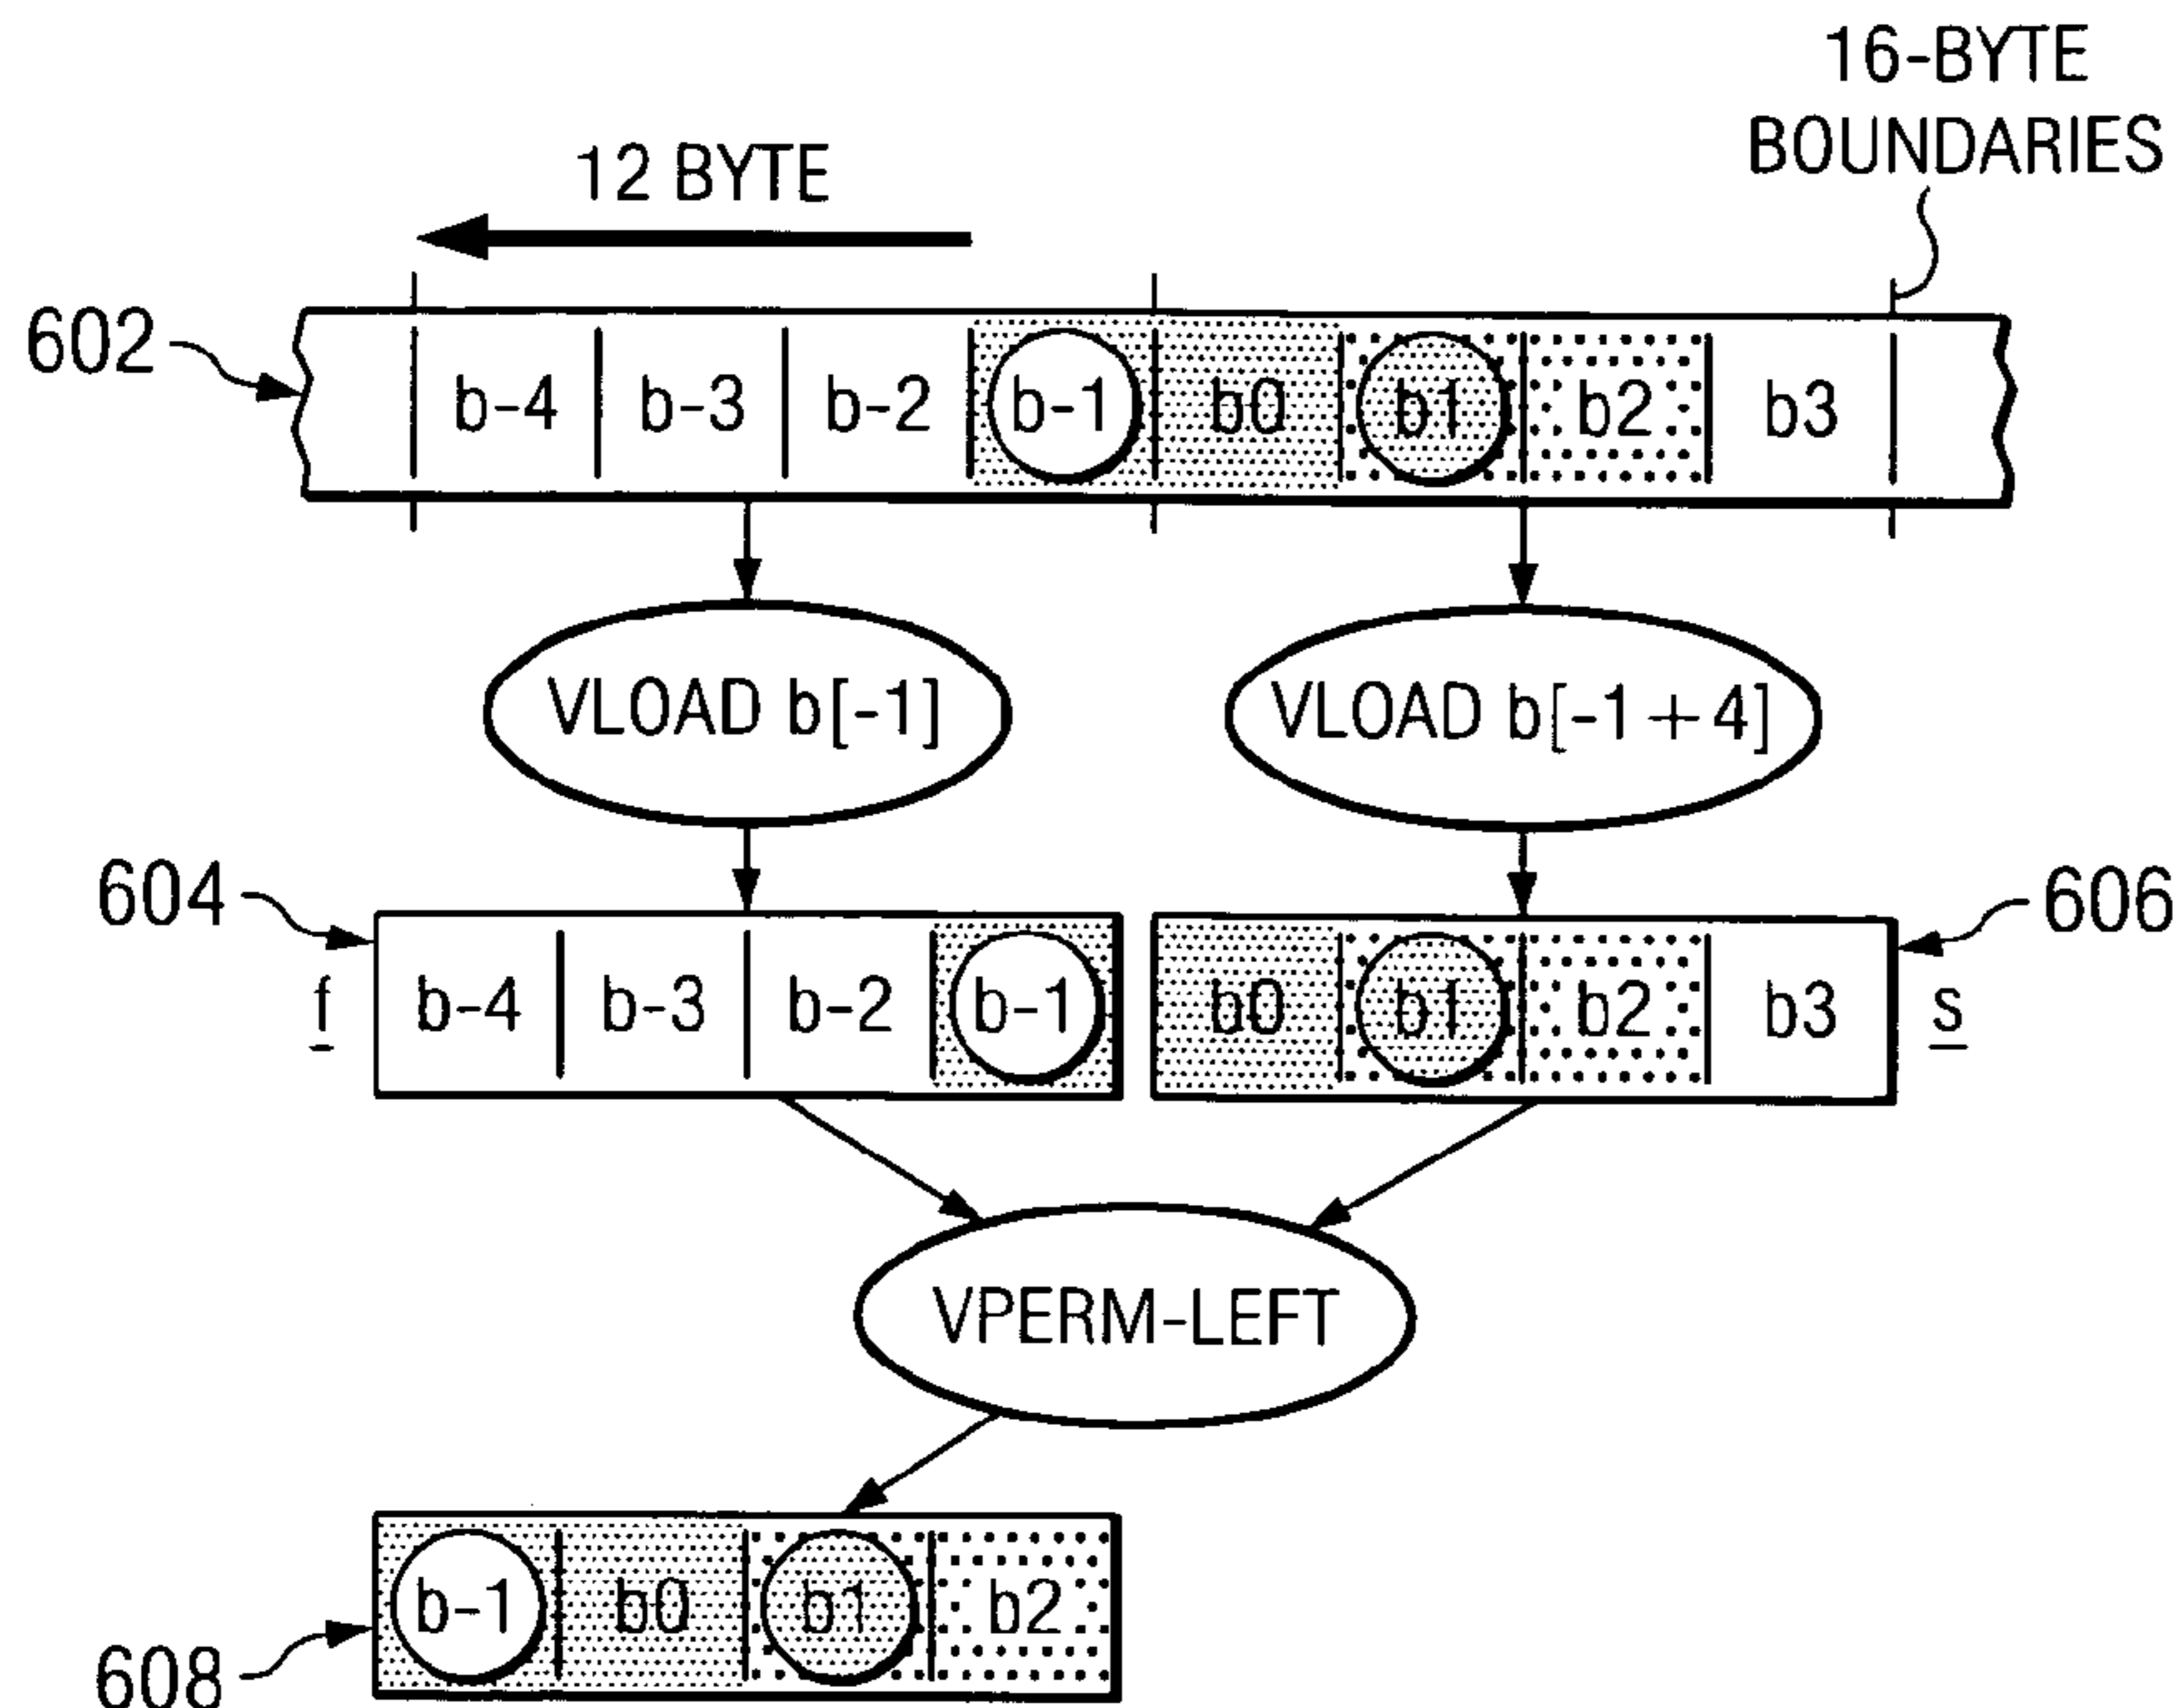 16-BYTE
BOUNDARIES
12 BYTE
602
b-4 b-3 b-2 b-1 b0 b1 b2 b3
VLOAD b[-1] VLOAD b[-1+4]
604 606
f b-4 b-3 b-2 b-1 b0 b1 b2 b3 s
VPERM-LEFT
b-1 b0 b1 b2
608